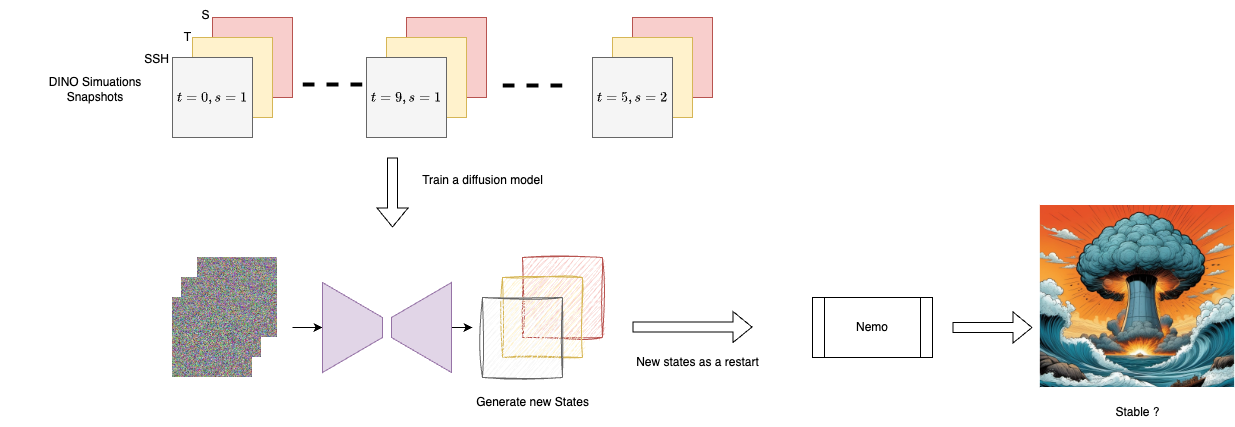 S
T
SSH
DINO Simuations
Snapshots
t = 0, s = 1
t = 9, s = 1
t = 5, s = 2
Train a diffusion model
Generate new States
New states as a restart
Nemo
Stable ?